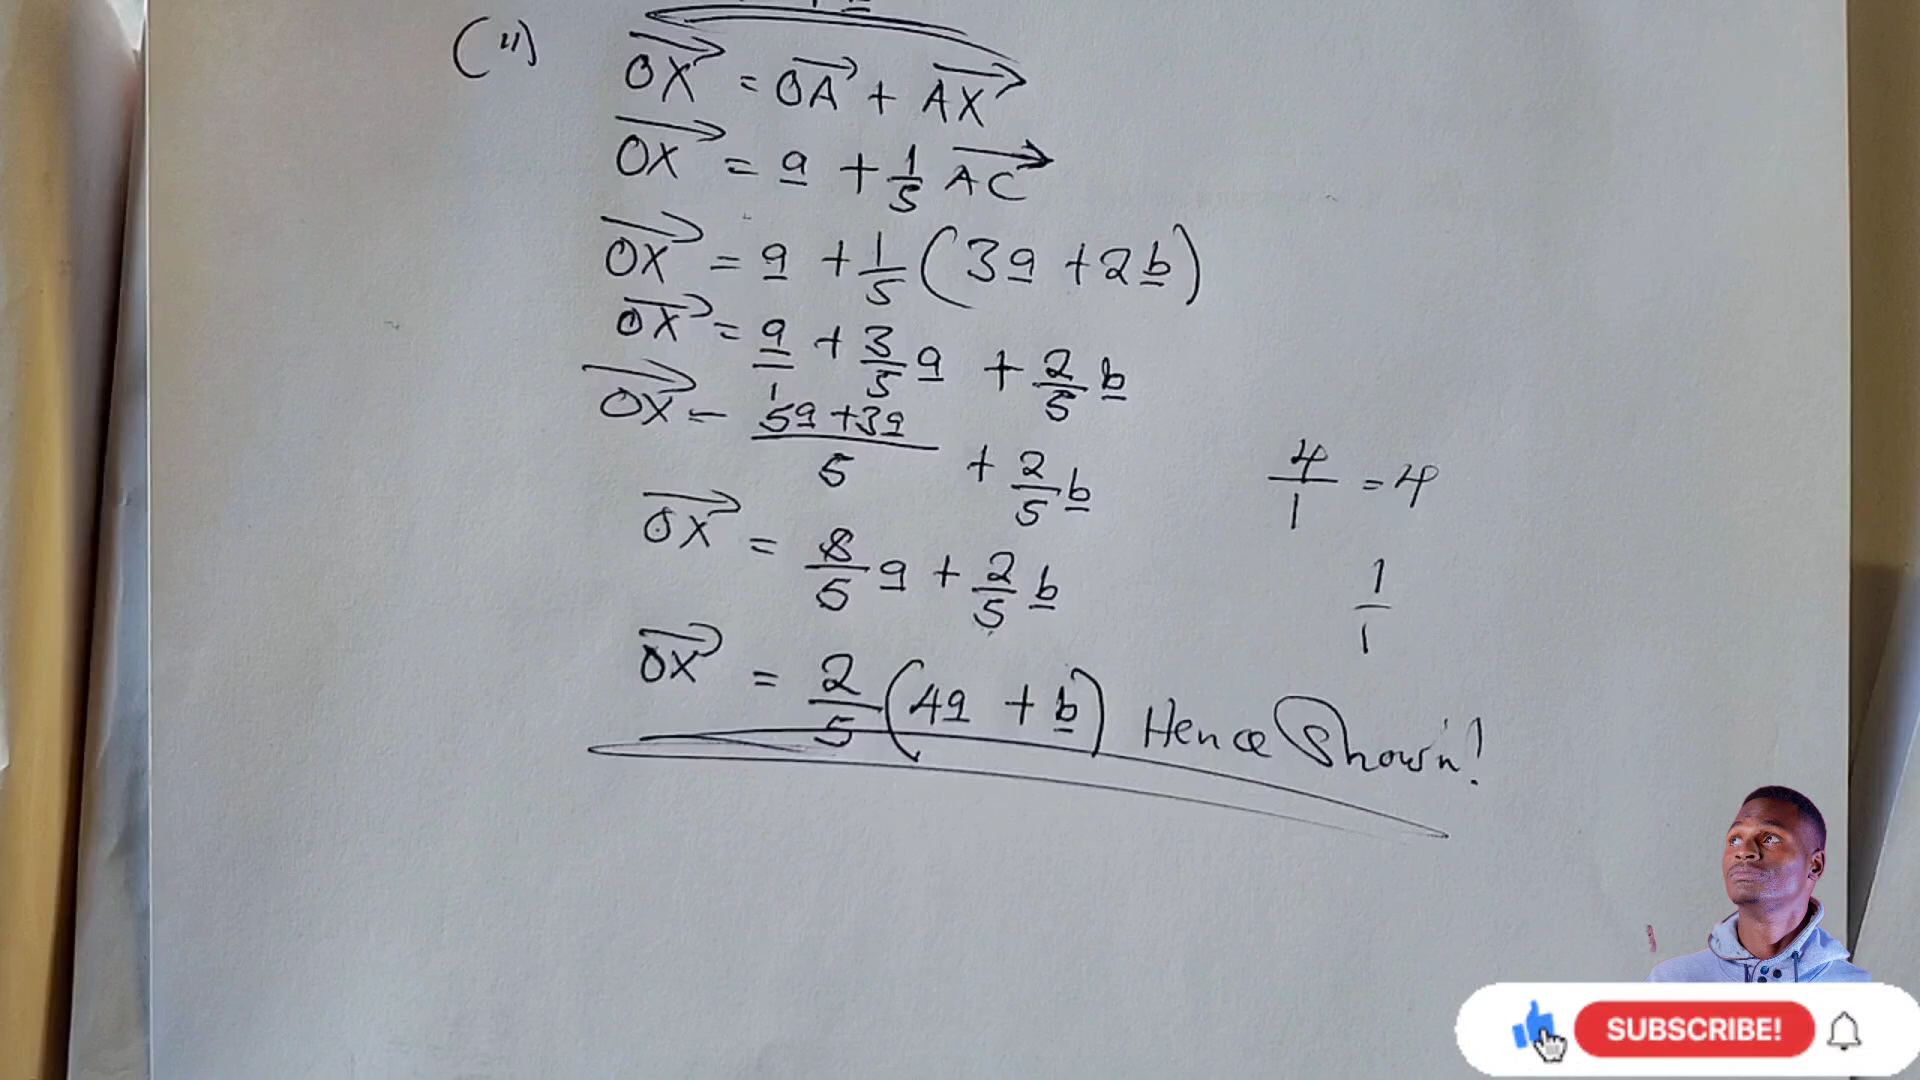 (ii) OX = OA + AX
OX = a + 1/5 AC
OX = a + 1/5 (3a + 2b)
OX = a/1 + 3/5 a + 2/5 b
OX = 5a + 3a / 5 + 2/5 b
4/1 = 4
OX = 8/5 a + 2/5 b
1/1
OX = 2/5 (4a + b) Hence Shown!
SUBSCRIBE!